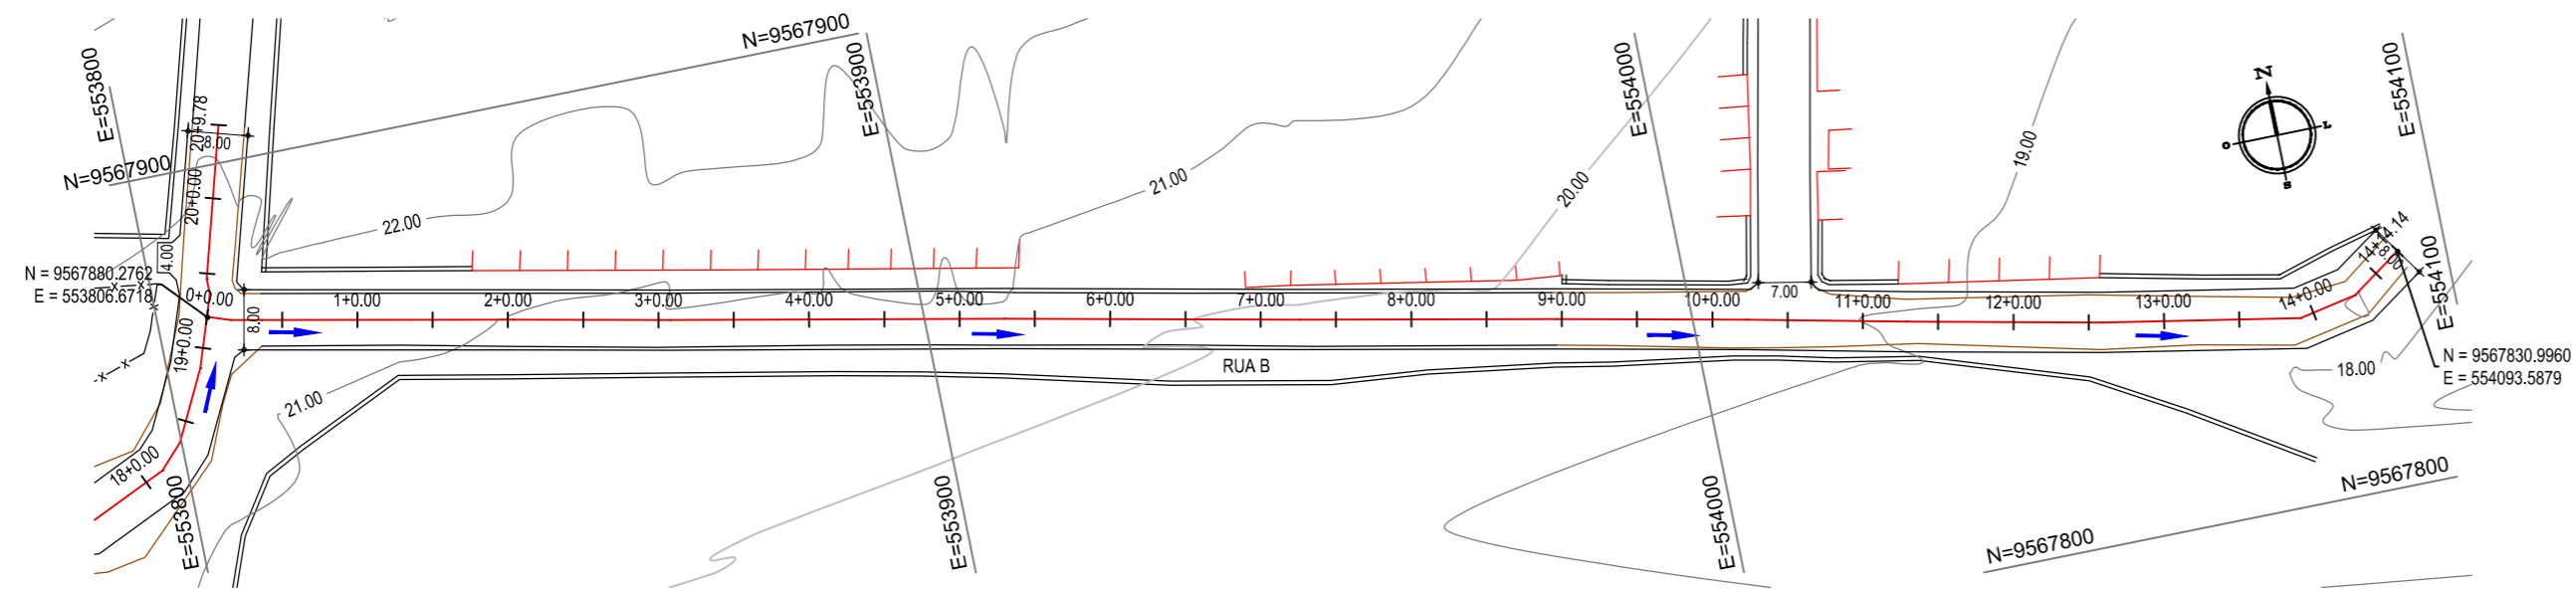 N=9567900
E=553800
E=553900
E=554000
E=554100
N
L
O
S
20+9.78
8.00
N=9567900
20+0.00
19.00
21.00
20.00
22.00
4.00
14+14.14
8.00
N = 9567880.2762
E = 553806.6718
x
x
x
x
x
0+0.00
1+0.00
2+0.00
3+0.00
4+0.00
5+0.00
6+0.00
7+0.00
8+0.00
9+0.00
10+0.00
7.00
11+0.00
12+0.00
13+0.00
14+0.00
E=554100
8.00
19+0.00
RUA B
N = 9567830.9960
E = 554093.5879
18.00
21.00
18+0.00
E=553800
E=553900
E=554000
N=9567800
N=9567800